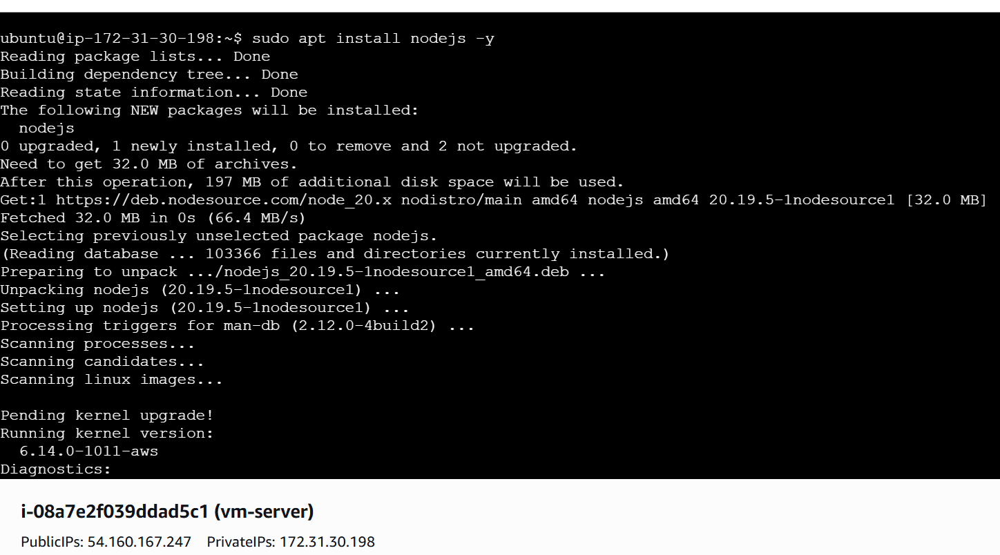 ubuntu@ip-172-31-30-198:~$ sudo apt install nodejs -y
Reading package lists... Done
Building dependency tree... Done
Reading state information... Done
The following NEW packages will be installed:
  nodejs
0 upgraded, 1 newly installed, 0 to remove and 2 not upgraded.
Need to get 32.0 MB of archives.
After this operation, 197 MB of additional disk space will be used.
Get:1 https://deb.nodesource.com/node_20.x nodistro/main amd64 nodejs amd64 20.19.5-1nodesource1 [32.0 MB]
Fetched 32.0 MB in 0s (66.4 MB/s)
Selecting previously unselected package nodejs.
(Reading database ... 103366 files and directories currently installed.)
Preparing to unpack .../nodejs_20.19.5-1nodesource1_amd64.deb ...
Unpacking nodejs (20.19.5-1nodesource1) ...
Setting up nodejs (20.19.5-1nodesource1) ...
Processing triggers for man-db (2.12.0-4build2) ...
Scanning processes...
Scanning candidates...
Scanning linux images...

Pending kernel upgrade!
Running kernel version:
  6.14.0-1011-aws
Diagnostics:
i-08a7e2f039ddad5c1 (vm-server)
PublicIPs: 54.160.167.247    PrivateIPs: 172.31.30.198